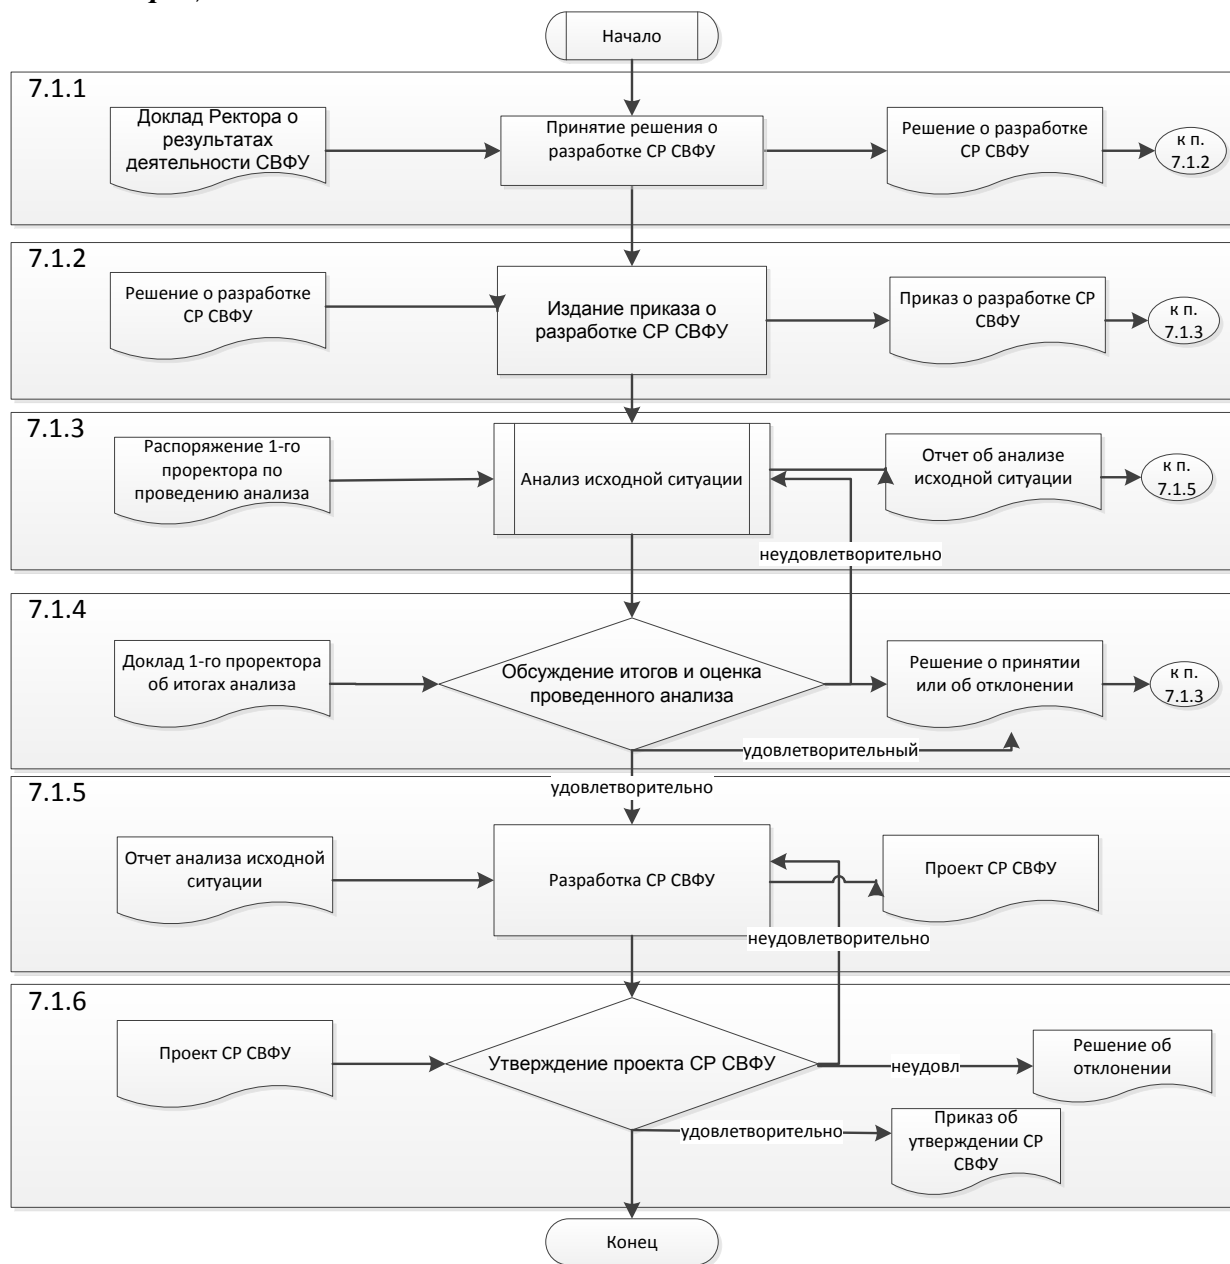 Начало
7.1.1
Доклад Ректора о
результатах
деятельности СВФУ
Принятие решения о
разработке СР СВФУ
Решение о разработке
СР СВФУ
к п.
7.1.2
7.1.2
Решение о разработке
СР СВФУ
Издание приказа о
разработке СР СВФУ
Приказ о разработке СР
СВФУ
к п.
7.1.3
7.1.3
Распоряжение 1-го
проректора по
проведению анализа
Анализ исходной ситуации
Отчет об анализе
исходной ситуации
к п.
7.1.5
неудовлетворительно
7.1.4
Доклад 1-го проректора
об итогах анализа
Обсуждение итогов и оценка
проведенного анализа
Решение о принятии
или об отклонении
к п.
7.1.3
удовлетворительный
удовлетворительно
7.1.5
Отчет анализа исходной
ситуации
Разработка СР СВФУ
Проект СР СВФУ
неудовлетворительно
7.1.6
Проект СР СВФУ
Утверждение проекта СР СВФУ
неудовл
Решение об
отклонении
удовлетворительно
Приказ об
утверждении СР
СВФУ
Конец